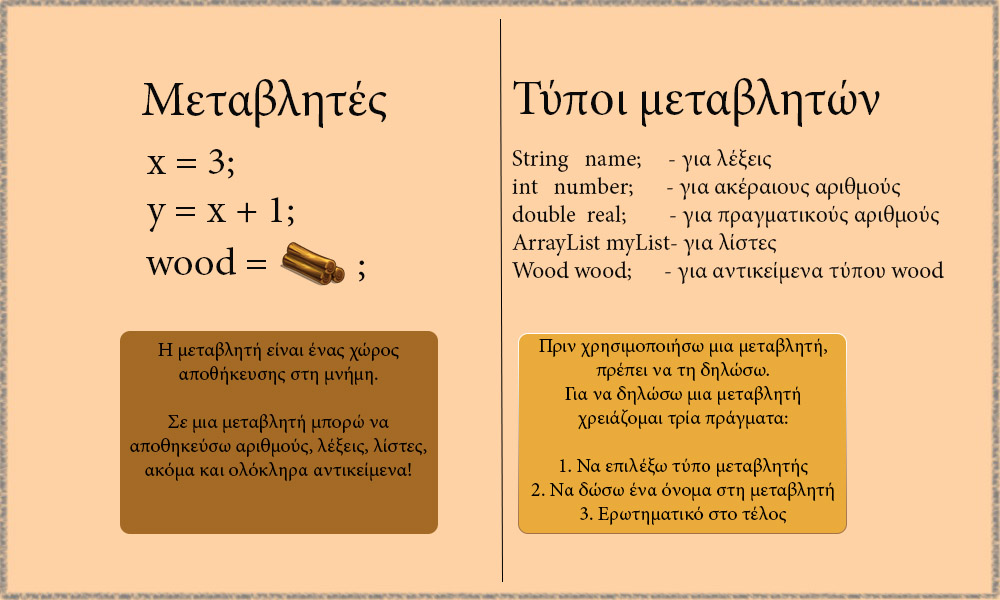 Μεταβλητές
x = 3;
y = x + 1;
wood = ;
Η μεταβλητή είναι ένας χώρος
αποθήκευσης στη μνήμη.
Σε μια μεταβλητή μπορώ να
αποθηκεύσω αριθμούς, λέξεις, λίστες,
ακόμα και ολόκληρα αντικείμενα!
Τύποι μεταβλητών
String name; - για λέξεις
int number; - για ακέραιους αριθμούς
double real; - για πραγματικούς αριθμούς
ArrayList myList- για λίστες
Wood wood; - για αντικείμενα τύπου wood
Πριν χρησιμοποιήσω μια μεταβλητή,
πρέπει να τη δηλώσω.
Για να δηλώσω μια μεταβλητή
χρειάζομαι τρία πράγματα:
1. Να επιλέξω τύπο μεταβλητής
2. Να δώσω ένα όνομα στη μεταβλητή
3. Ερωτηματικό στο τέλος